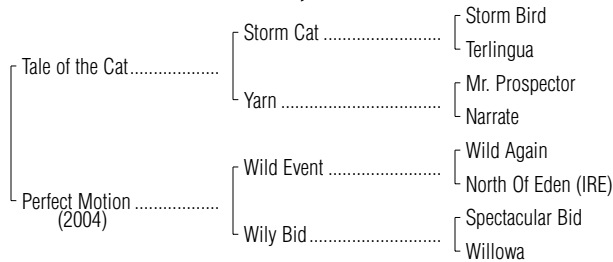 Storm Bird
Storm Cat ........................
Terlingua
Tale of the Cat..................
Mr. Prospector
Yarn ................................
Narrate
Wild Again
Wild Event ........................
North Of Eden (IRE)
Perfect Motion .................
(2004)
Spectacular Bid
Wily Bid...........................
Willowa